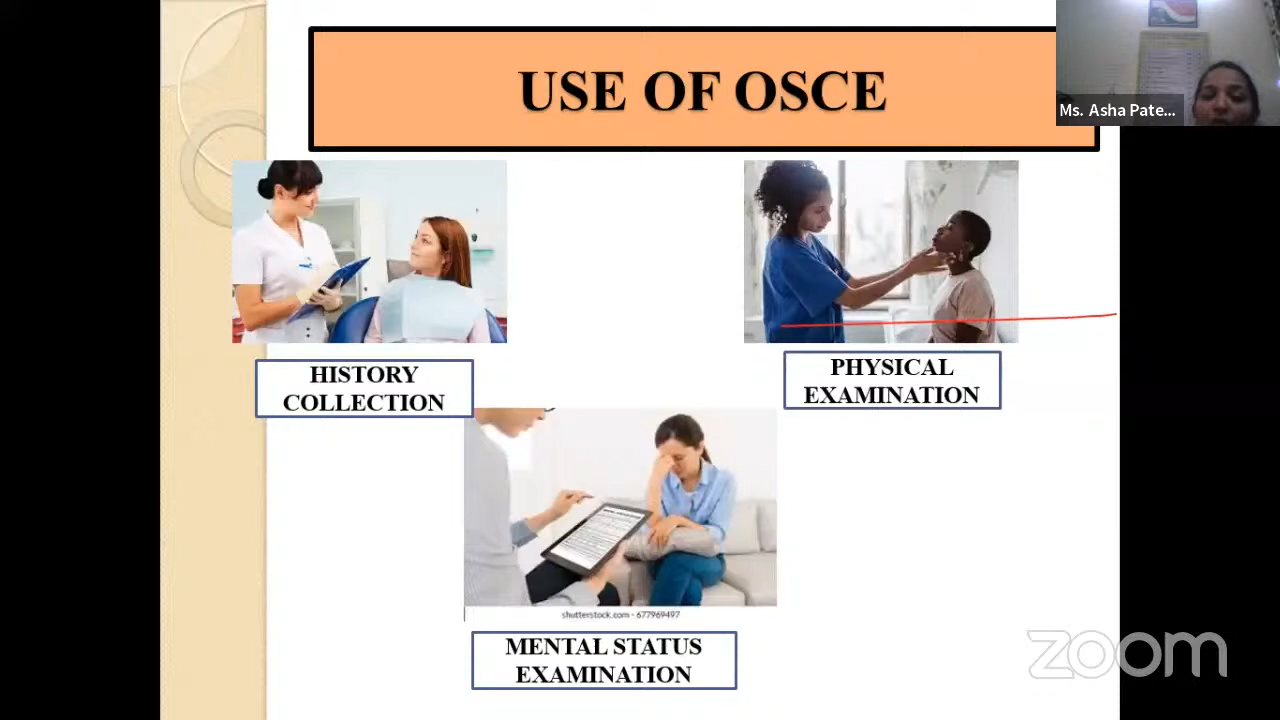 USE OF OSCE
Ms. Asha Pate...
HISTORY
COLLECTION
PHYSICAL
EXAMINATION
shutterstock.com - 677969497
MENTAL STATUS
EXAMINATION
zoom